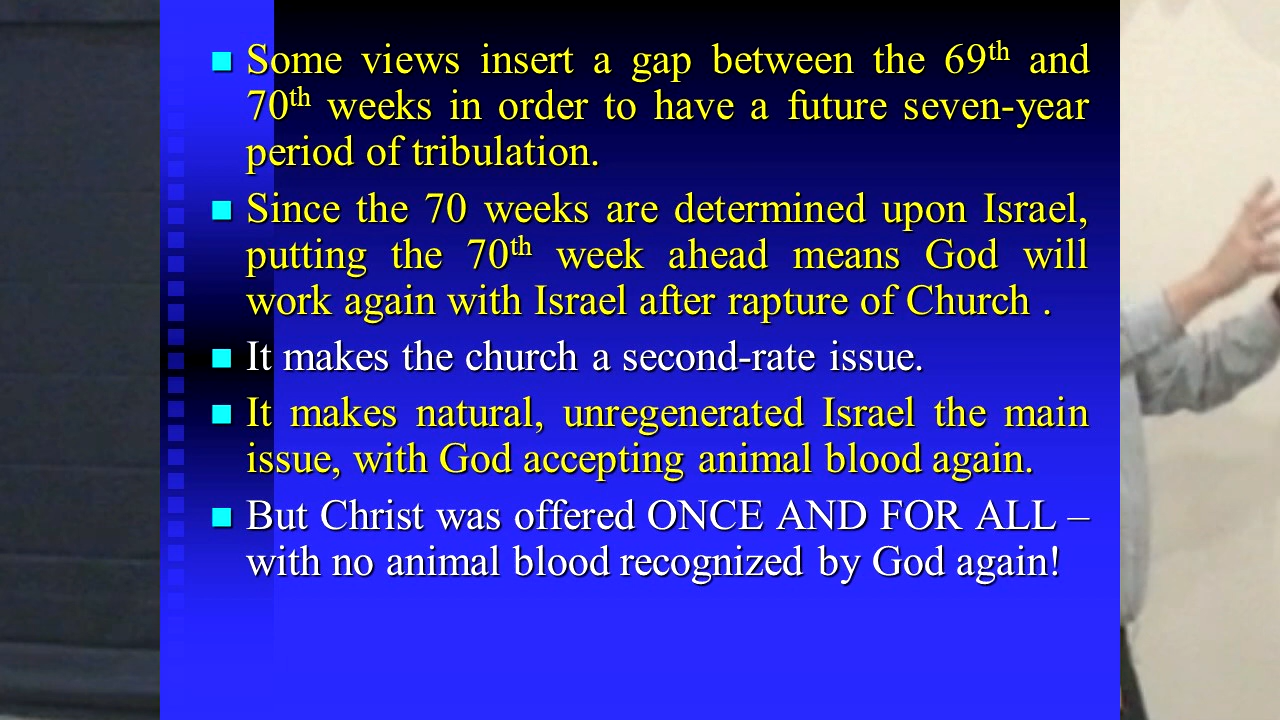 Some views insert a gap between the 69th and
70th weeks in order to have a future seven-year
period of tribulation.
Since the 70 weeks are determined upon Israel,
putting the 70th week ahead means God will
work again with Israel after rapture of Church .
It makes the church a second-rate issue.
It makes natural, unregenerated Israel the main
issue, with God accepting animal blood again.
But Christ was offered ONCE AND FOR ALL –
with no animal blood recognized by God again!